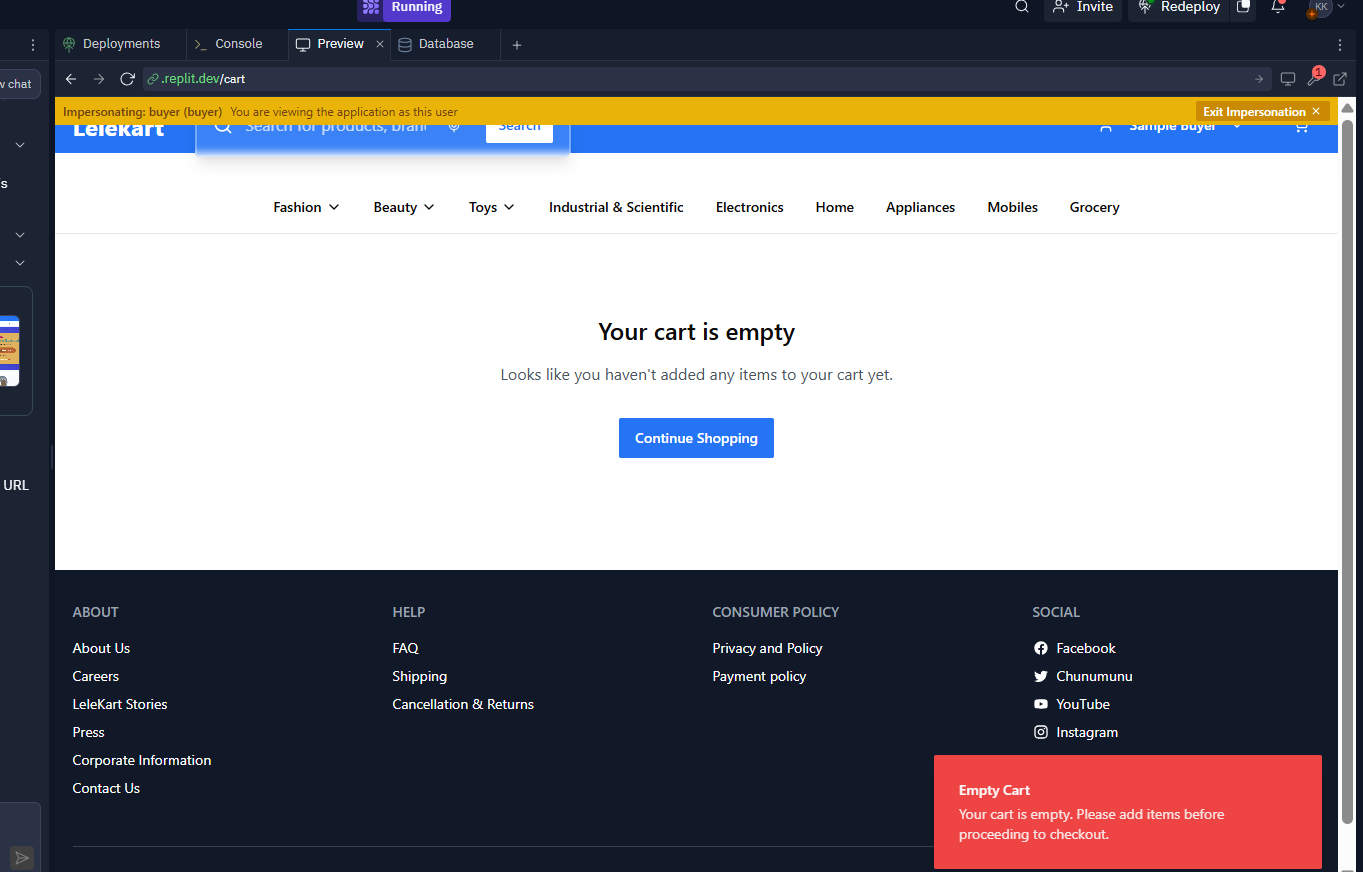 Running
Invite
Redeploy
KK
Deployments
Console
Preview
Database
w chat
.replit.dev/cart
1
Impersonating: buyer (buyer) You are viewing the application as this user
Exit Impersonation
Lelekart
Search for products, bran
Search
Sample Buyer
Fashion
Beauty
Toys
Industrial & Scientific
Electronics
Home
Appliances
Mobiles
Grocery
's
Your cart is empty
Looks like you haven't added any items to your cart yet.
Continue Shopping
URL
ABOUT
About Us
Careers
LeleKart Stories
Press
Corporate Information
Contact Us
HELP
FAQ
Shipping
Cancellation & Returns
CONSUMER POLICY
Privacy and Policy
Payment policy
SOCIAL
Facebook
Chunumunu
YouTube
Instagram
Empty Cart
Your cart is empty. Please add items before
proceeding to checkout.